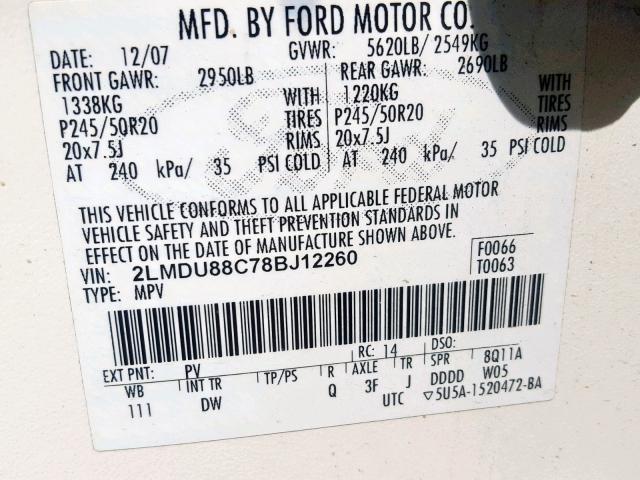 MFD. BY FORD MOTOR CO.
DATE: 12/07 GVWR: 5620LB/ 2549KG
FRONT GAWR: 2950LB REAR GAWR: 2690LB
1338KG WITH 1220KG WITH
P245/50R20 TIRES P245/50R20 TIRES
20x7.5J RIMS 20x7.5J RIMS
AT 240 kPa/ 35 PSI COLD AT 240 kPa/ 35 PSI COLD
THIS VEHICLE CONFORMS TO ALL APPLICABLE FEDERAL MOTOR
VEHICLE SAFETY AND THEFT PREVENTION STANDARDS IN
EFFECT ON THE DATE OF MANUFACTURE SHOWN ABOVE.
VIN: 2LMDU88C78BJ12260 F0066
TYPE: MPV T0063
EXT PNT: PV RC: 14 DSO:
WB INT TR TP/PS R AXLE TR SPR 8Q11A
111 DW Q 3F J DDDD W05
UTC ▽5U5A-1520472-BA